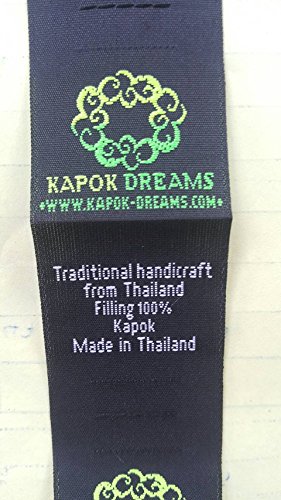 KAPOK DREAMS
•WWW.KAPOK-DREAMS.COM•
Traditional handicraft
from Thailand
Filling 100%
Kapok
Made in Thailand